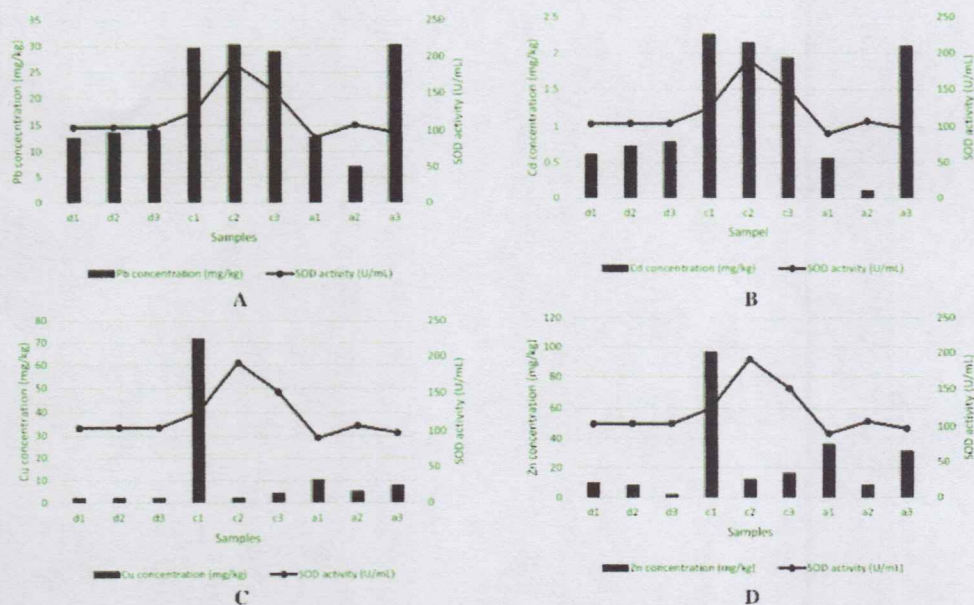 Pb concentration (mg/kg)
35
30
25
20
15
10
5
0
250
200
150
100
50
0
SOD activity (U/mL)
d1 d2 d3 c1 c2 c3 a1 a2 a3
Samples
Pb concentration (mg/kg) SOD activity (U/mL)
A
Cd concentration (mg/kg)
2.5
2
1.5
1
0.5
0
250
200
150
100
50
0
SOD activity (U/mL)
d1 d2 d3 c1 c2 c3 a1 a2 a3
Sampel
Cd concentration (mg/kg) SOD activity (U/mL)
B
Cu concentration (mg/kg)
80
70
60
50
40
30
20
10
0
250
200
150
100
50
0
SOD activity (U/mL)
d1 d2 d3 c1 c2 c3 a1 a2 a3
Samples
Cu concentration (mg/kg) SOD activity (U/mL)
C
Zn concentration (mg/kg]
120
100
80
60
40
20
0
250
200
150
100
50
0
SOD activity (U/mL)
d1 d2 d3 c1 c2 c3 a1 a2 a3
Samples
Zn concentration (mg/kg] SOD activity (U/mL]
D